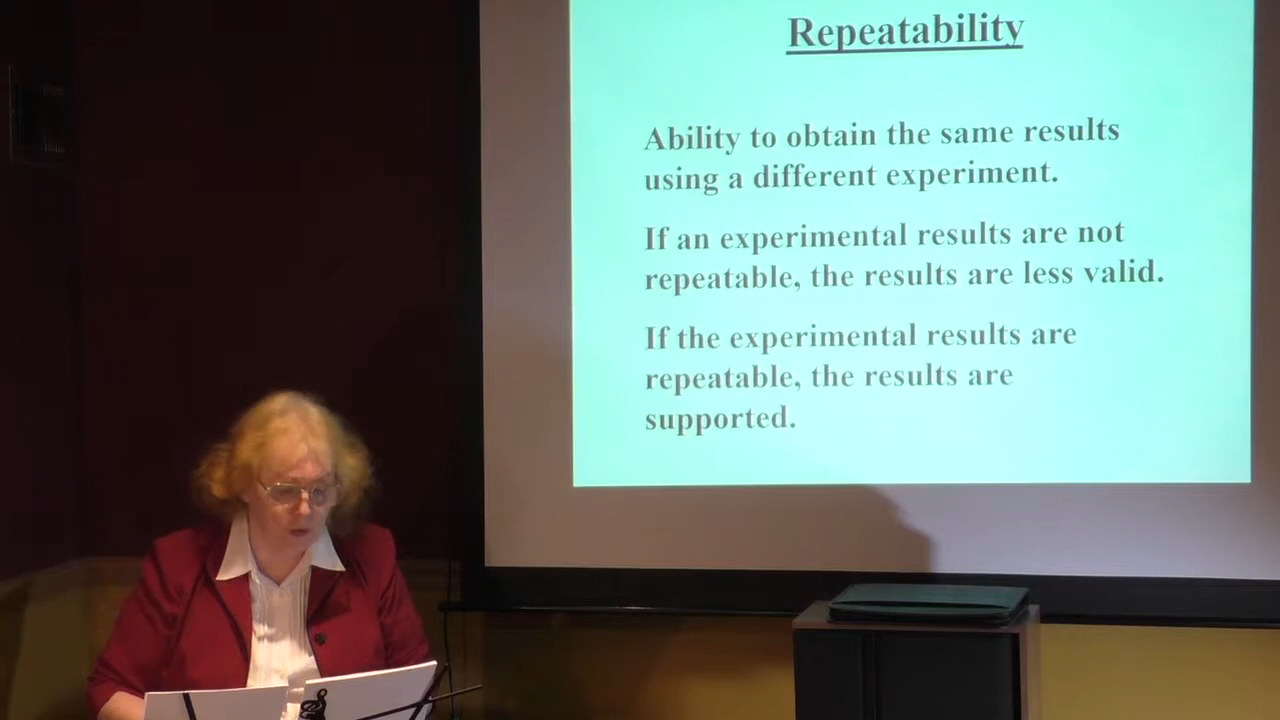 Repeatability
Ability to obtain the same results
using a different experiment.
If an experimental results are not
repeatable, the results are less valid.
If the experimental results are
repeatable, the results are
supported.